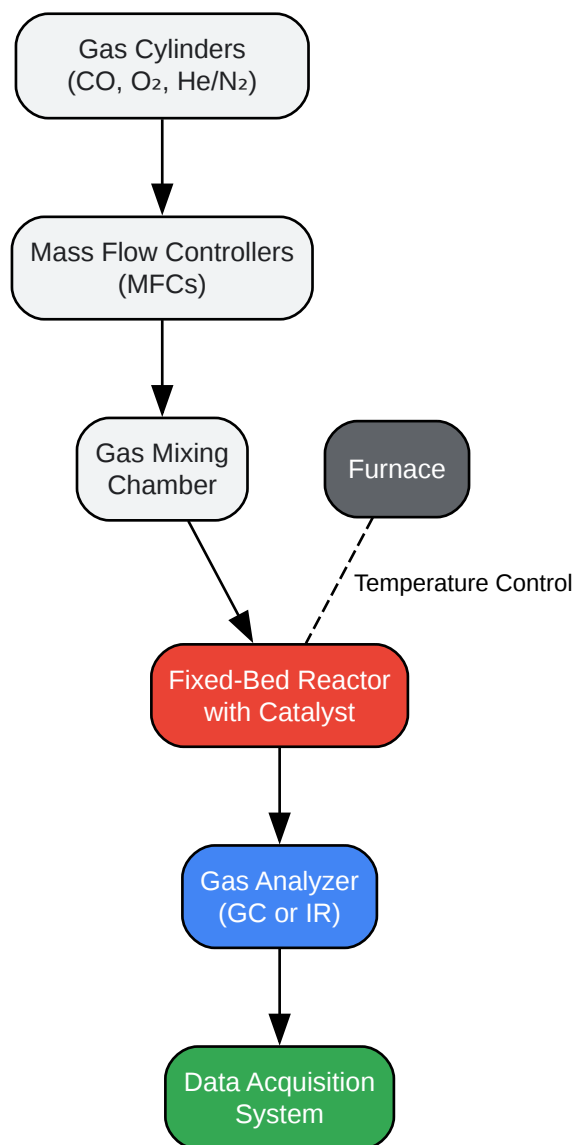 Gas Cylinders
(CO, O₂, He/N₂)
Mass Flow Controllers
(MFCs)
Gas Mixing
Chamber
Furnace
Temperature Control
Fixed-Bed Reactor
with Catalyst
Gas Analyzer
(GC or IR)
Data Acquisition
System